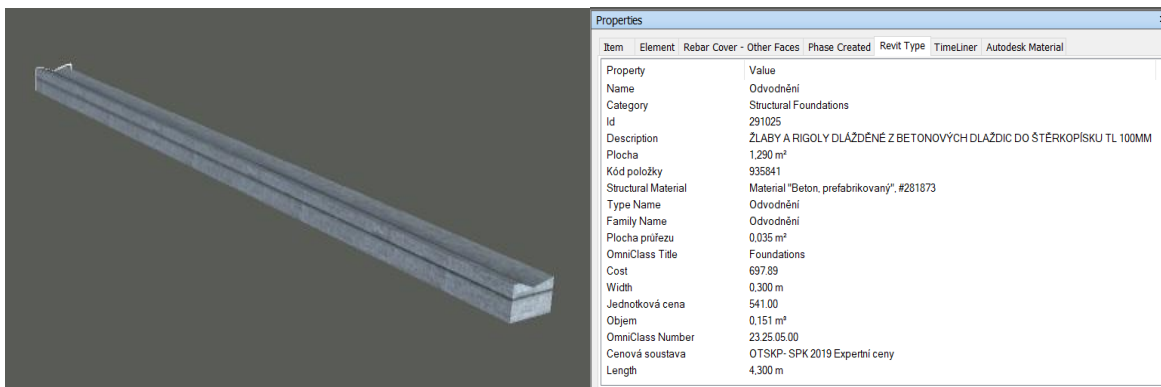 Properties
Item Element Rebar Cover - Other Faces Phase Created Revit Type TimeLiner Autodesk Material
Property Value
Name Odvodnění
Category Structural Foundations
Id 291025
Description ŽLABY A RIGOLY DLÁŽDĚNÉ Z BETONOVÝCH DLAŽDIC DO ŠTĚRKOPÍSKU TL 100MM
Plocha 1,290 m²
Kód položky 935841
Structural Material Material "Beton, prefabrikovaný", #281873
Type Name Odvodnění
Family Name Odvodnění
Plocha průřezu 0,035 m²
OmniClass Title Foundations
Cost 697.89
Width 0,300 m
Jednotková cena 541.00
Objem 0,151 m³
OmniClass Number 23.25.05.00
Cenová soustava OTSKP- SPK 2019 Expertní ceny
Length 4,300 m